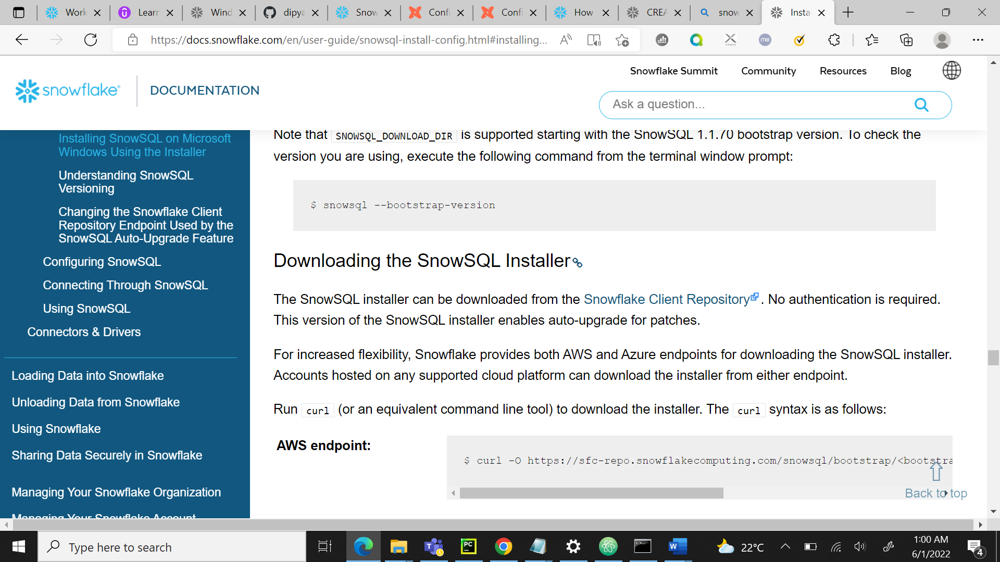 Work
Learn
Wind
dipya
Snow
Confi
Confi
How
CREA
snow
Insta
https://docs.snowflake.com/en/user-guide/snowsql-install-config.html#installing...
Snowflake Summit
Community
Resources
Blog
snowflake®
DOCUMENTATION
Ask a question...
Installing SnowSQL on Microsoft
Windows Using the Installer
Understanding SnowSQL
Versioning
Changing the Snowflake Client
Repository Endpoint Used by the
SnowSQL Auto-Upgrade Feature
Configuring SnowSQL
Connecting Through SnowSQL
Using SnowSQL
Connectors & Drivers
Loading Data into Snowflake
Unloading Data from Snowflake
Using Snowflake
Sharing Data Securely in Snowflake
Managing Your Snowflake Organization
Managing Your Snowflake Account
Note that SNOWSQL_DOWNLOAD_DIR is supported starting with the SnowSQL 1.1.70 bootstrap version. To check the
version you are using, execute the following command from the terminal window prompt:
$ snowsql --bootstrap-version
Downloading the SnowSQL Installer
The SnowSQL installer can be downloaded from the Snowflake Client Repository. No authentication is required.
This version of the SnowSQL installer enables auto-upgrade for patches.
For increased flexibility, Snowflake provides both AWS and Azure endpoints for downloading the SnowSQL installer.
Accounts hosted on any supported cloud platform can download the installer from either endpoint.
Run curl (or an equivalent command line tool) to download the installer. The curl syntax is as follows:
AWS endpoint:
$ curl -O https://sfc-repo.snowflakecomputing.com/snowsql/bootstrap/<bootstra
Back to top
Type here to search
22°C
1:00 AM
6/1/2022
4